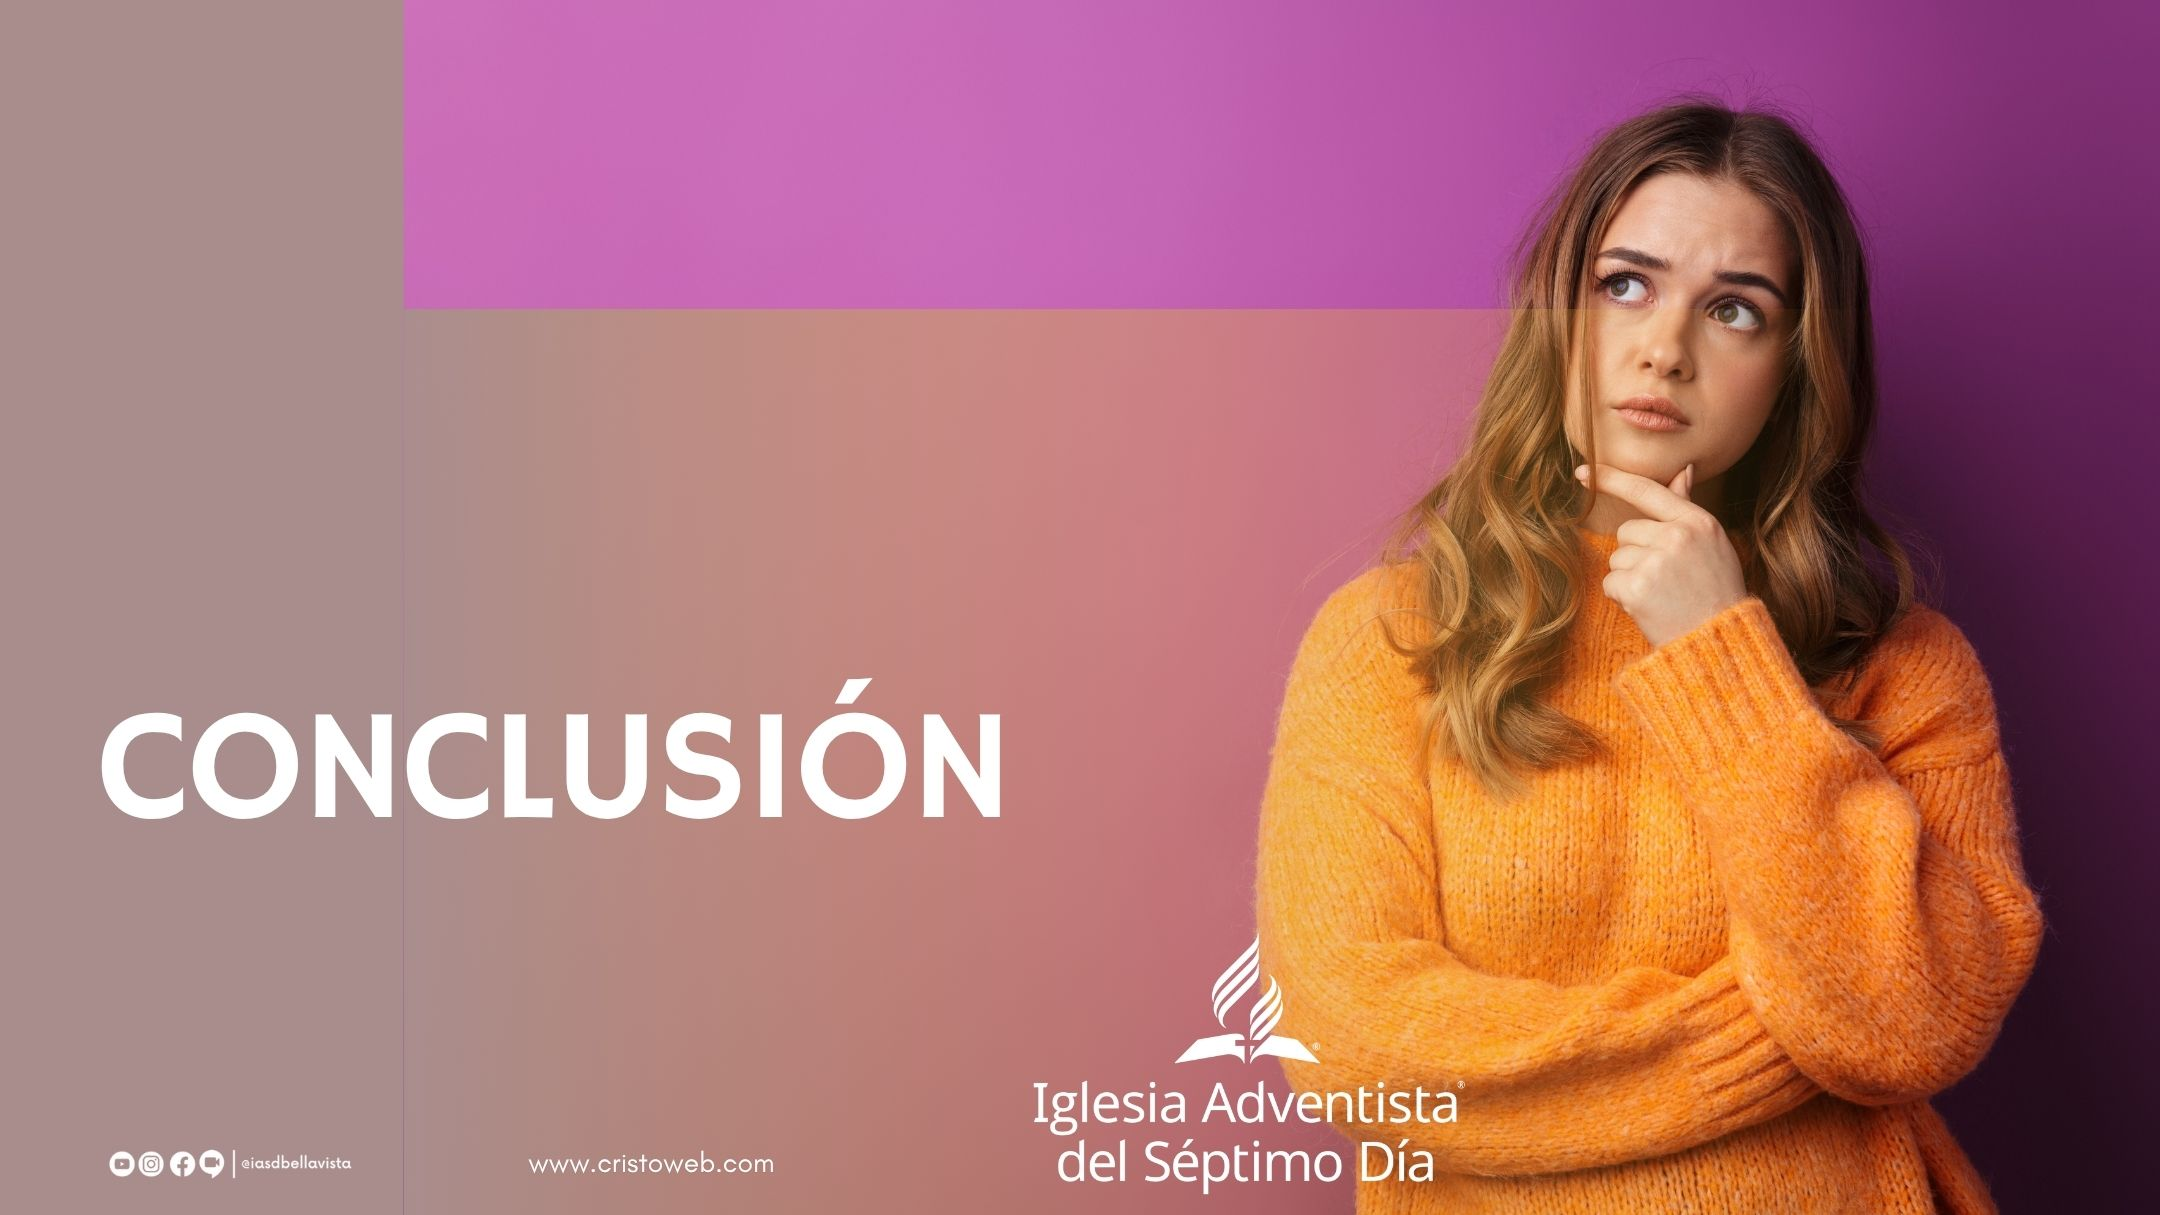 CONCLUSIÓN
Iglesia Adventista®
del Séptimo Día
@iasdbellavista
www.cristoweb.com